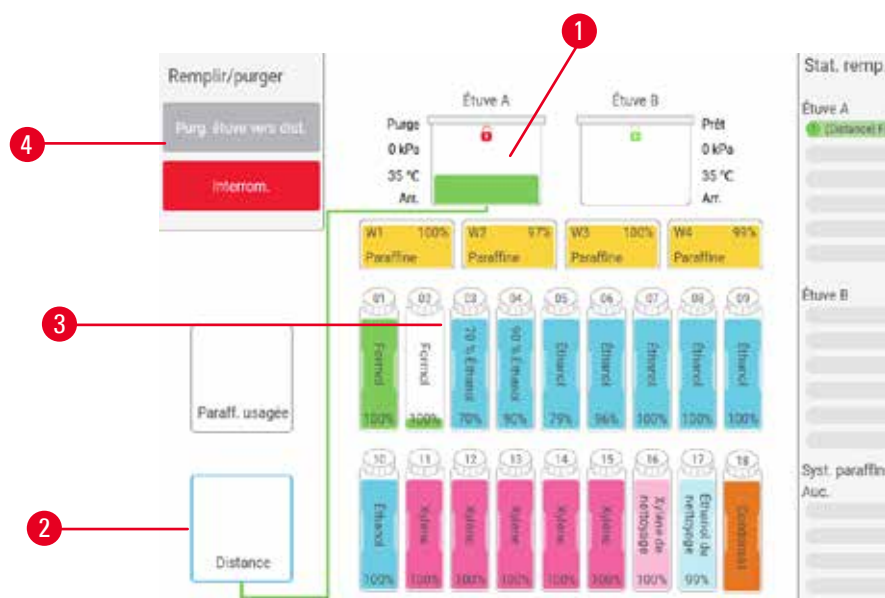 1
Remplir/purger
Stat. remp.
Étuve A
Étuve B
Étuve A
Purg. étuve vers dist.
Purge
Prêt
(Distance)
4
0 kPa
0 kPa
Interrom.
35 °C
35 °C
Arr.
Arr.
W1 100%
W2 97%
W3 100%
W4 99%
Paraffine
Paraffine
Paraffine
Paraffine
01
02
03
04
05
06
07
08
09
Étuve B
3
Formol
Formol
70 % Éthanol
90 % Éthanol
Éthanol
Éthanol
Éthanol
Éthanol
Éthanol
Paraff. usagée
100%
100%
70%
90%
79%
96%
100%
100%
100%
10
11
12
13
14
15
16
17
18
Syst. paraffin
Auc.
2
Éthanol
Xylène
Xylène
Xylène
Xylène
Xylène
Xylène de nettoyage
Éthanol de nettoyage
Condensés
Distance
100%
100%
100%
100%
100%
100%
100%
99%